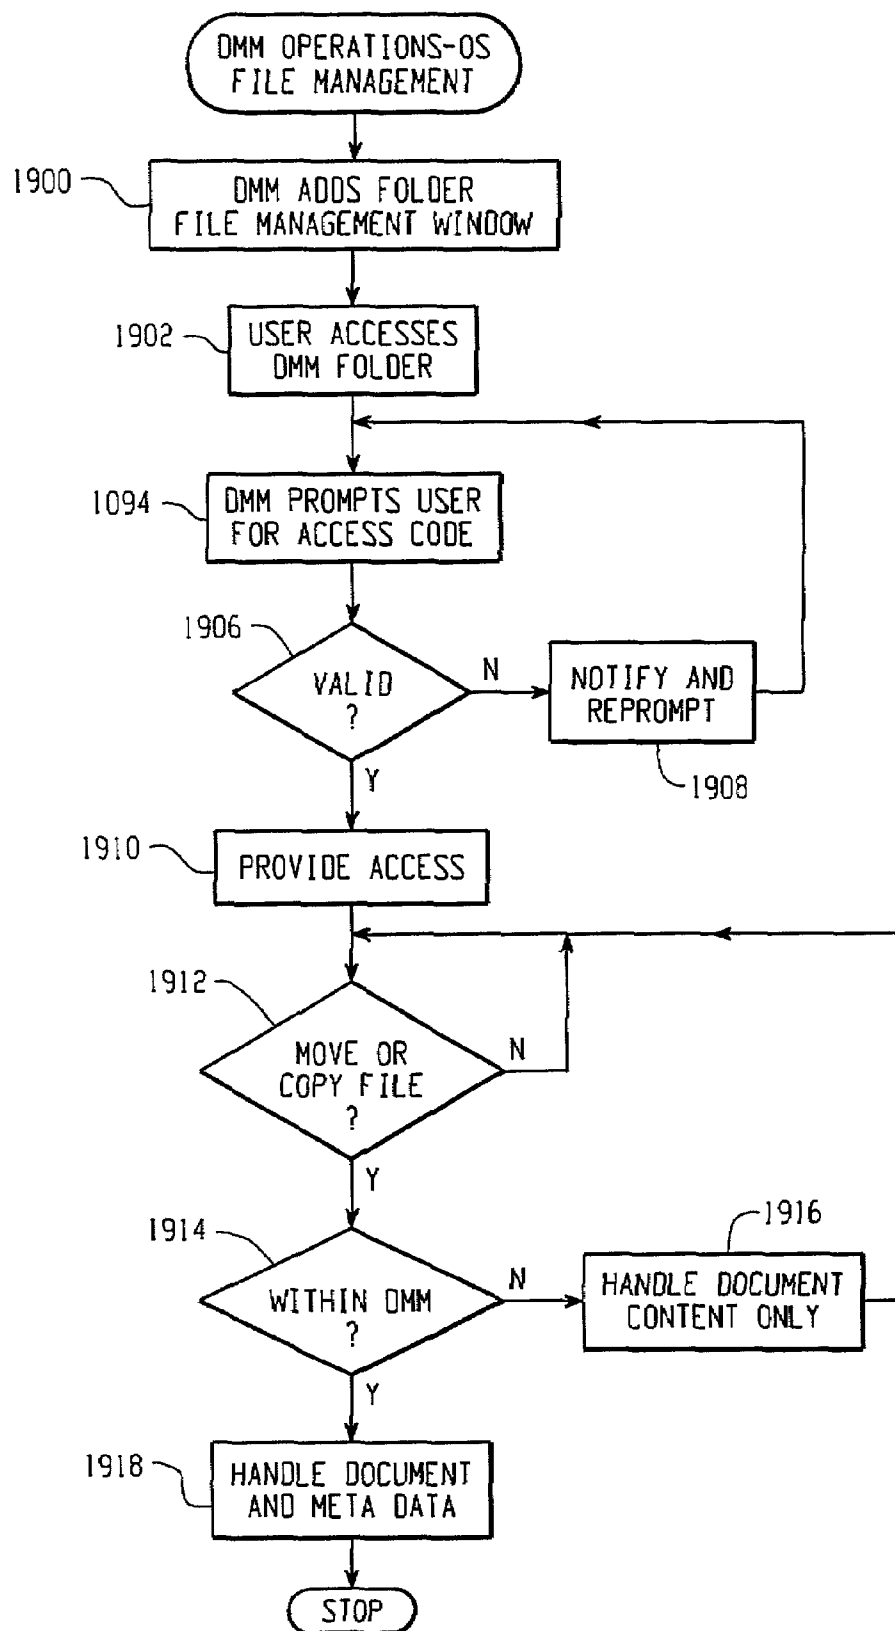 DMM OPERATIONS-OS
FILE MANAGEMENT
1900
DMM ADDS FOLDER
FILE MANAGEMENT WINDOW
1902
USER ACCESSES
DMM FOLDER
1094
DMM PROMPTS USER
FOR ACCESS CODE
1906
VALID
?
N
NOTIFY AND
REPROMPT
1908
Y
1910
PROVIDE ACCESS
1912
MOVE OR
COPY FILE
?
N
Y
1914
WITHIN DMM
?
N
1916
HANDLE DOCUMENT
CONTENT ONLY
Y
1918
HANDLE DOCUMENT
AND META DATA
STOP